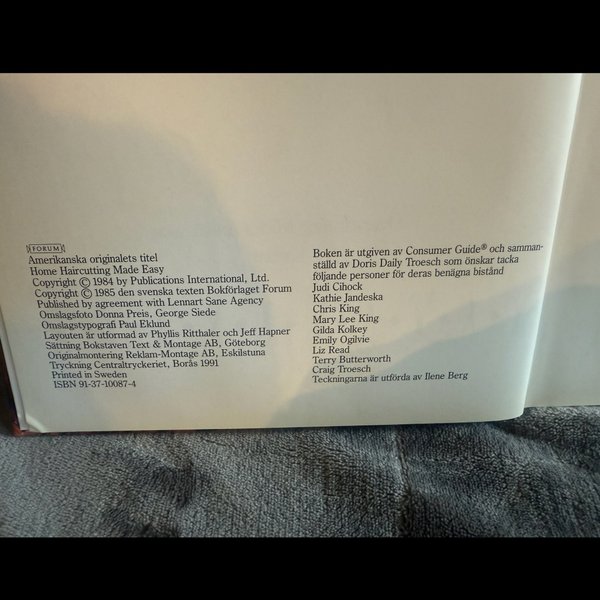 FORUM
Amerikanska originalets titel
Home Haircutting Made Easy
Copyright © 1984 by Publications International, Ltd.
Copyright © 1985 den svenska texten Bokförlaget Forum
Published by agreement with Lennart Sane Agency
Omslagsfoto Donna Preis, George Siede
Omslagstypografi Paul Eklund
Layouten är utformad av Phyllis Ritthaler och Jeff Hapner
Sättning Bokstaven Text & Montage AB, Göteborg
Originalmontering Reklam-Montage AB, Eskilstuna
Tryckning Centraltryckeriet, Borås 1991
Printed in Sweden
ISBN 91-37-10087-4
Boken är utgiven av Consumer Guide® och samman-
ställd av Doris Daily Troesch som önskar tacka
följande personer för deras benägna bistånd
Judi Cihock
Kathie Jandeska
Chris King
Mary Lee King
Gilda Kolkey
Emily Ogilvie
Liz Read
Terry Butterworth
Craig Troesch
Teckningarna är utförda av Ilene Berg